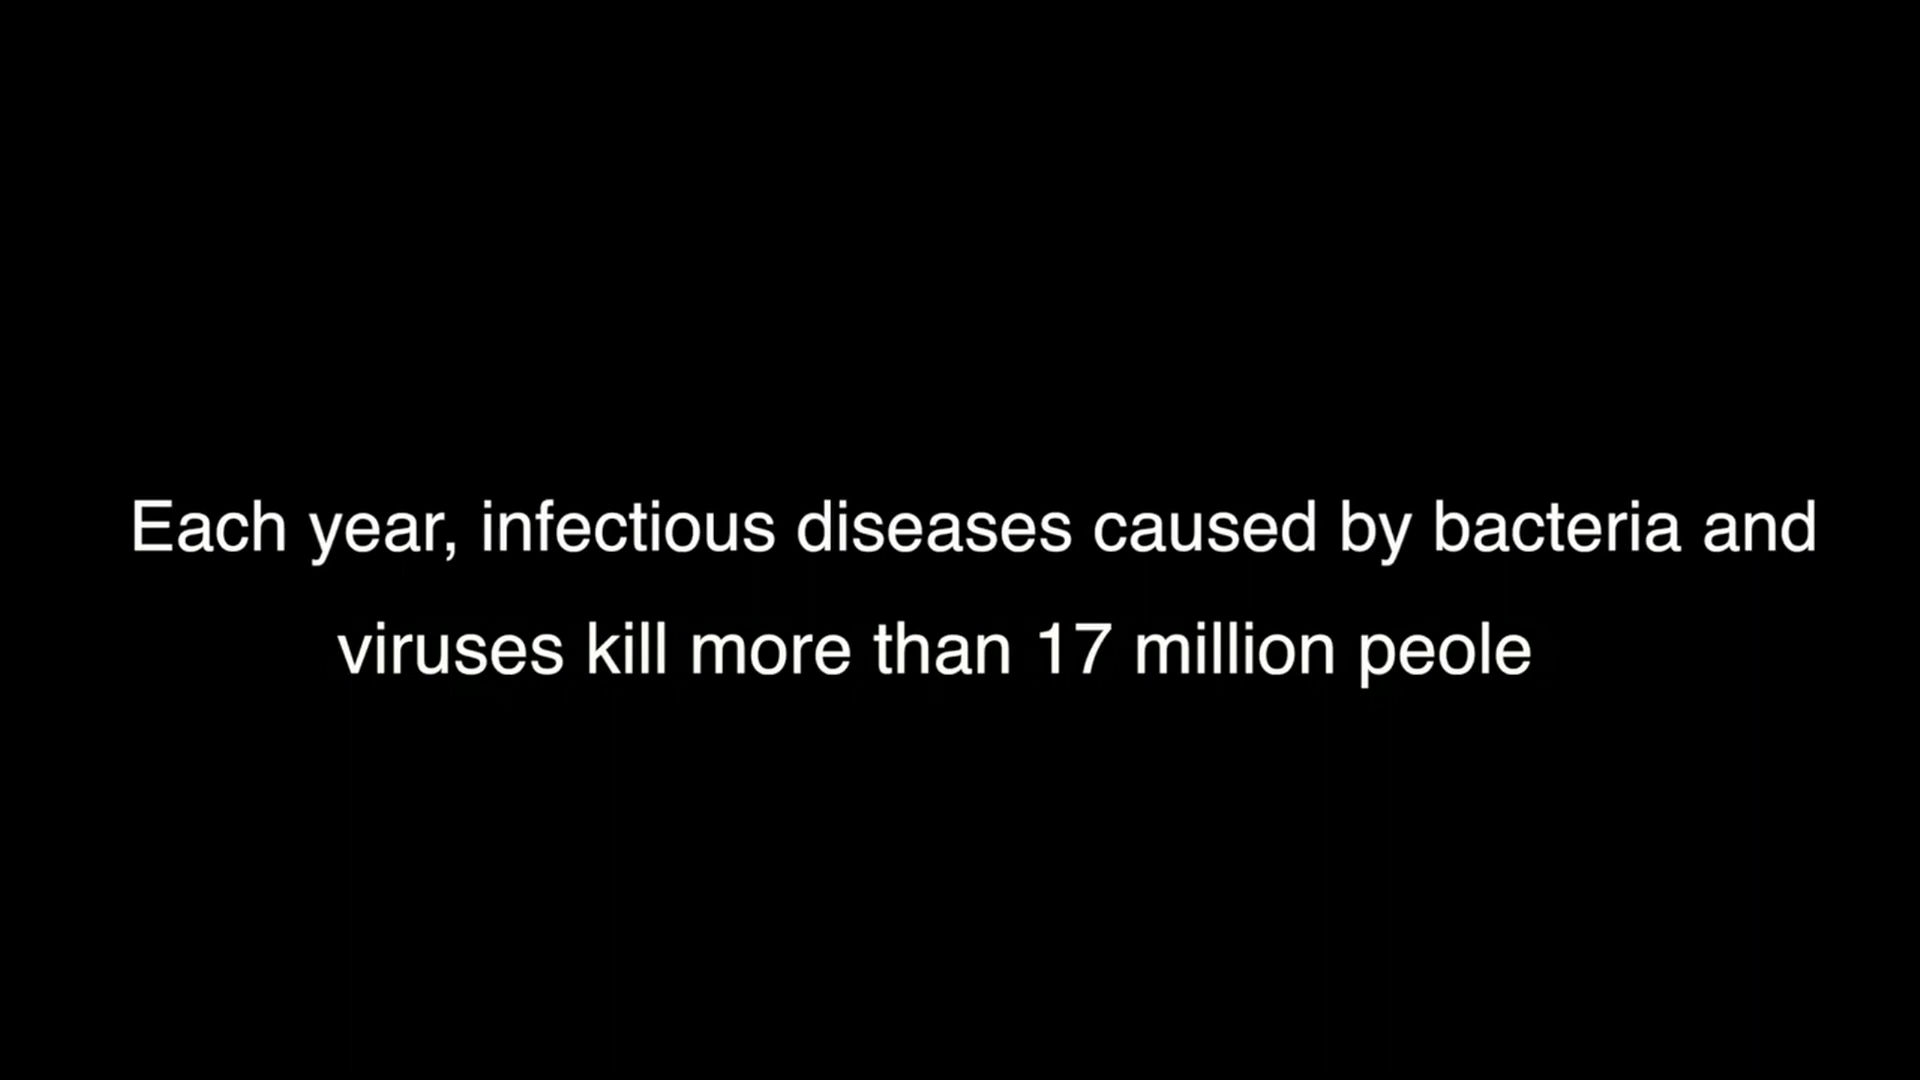 Each year, infectious diseases caused by bacteria and
viruses kill more than 17 million peole